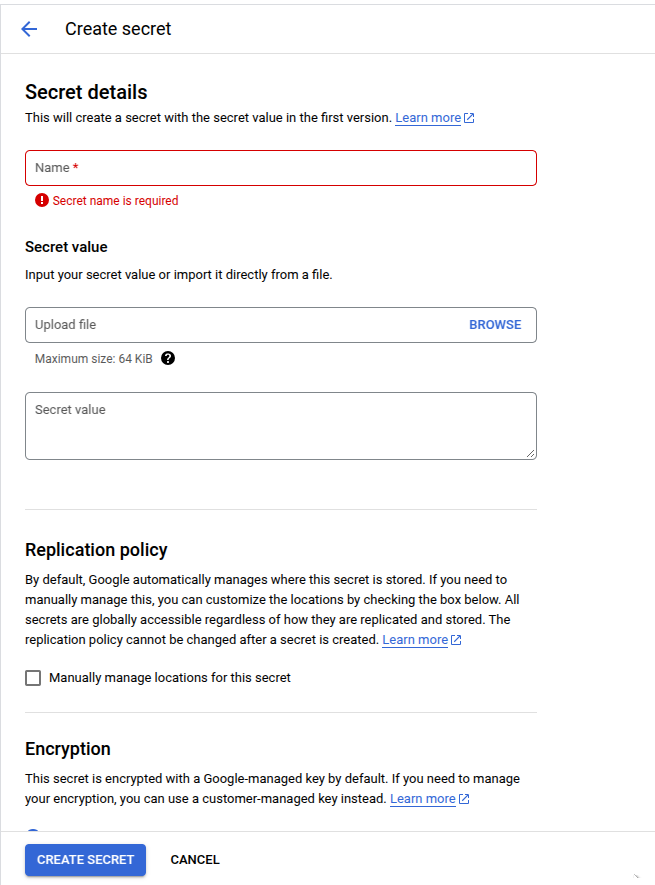 Create secret
Secret details
This will create a secret with the secret value in the first version. Learn more
Name *
Secret name is required
Secret value
Input your secret value or import it directly from a file.
Upload file BROWSE
Maximum size: 64 KiB
Secret value
Replication policy
By default, Google automatically manages where this secret is stored. If you need to
manually manage this, you can customize the locations by checking the box below. All
secrets are globally accessible regardless of how they are replicated and stored. The
replication policy cannot be changed after a secret is created. Learn more
Manually manage locations for this secret
Encryption
This secret is encrypted with a Google-managed key by default. If you need to manage
your encryption, you can use a customer-managed key instead. Learn more
CREATE SECRET CANCEL